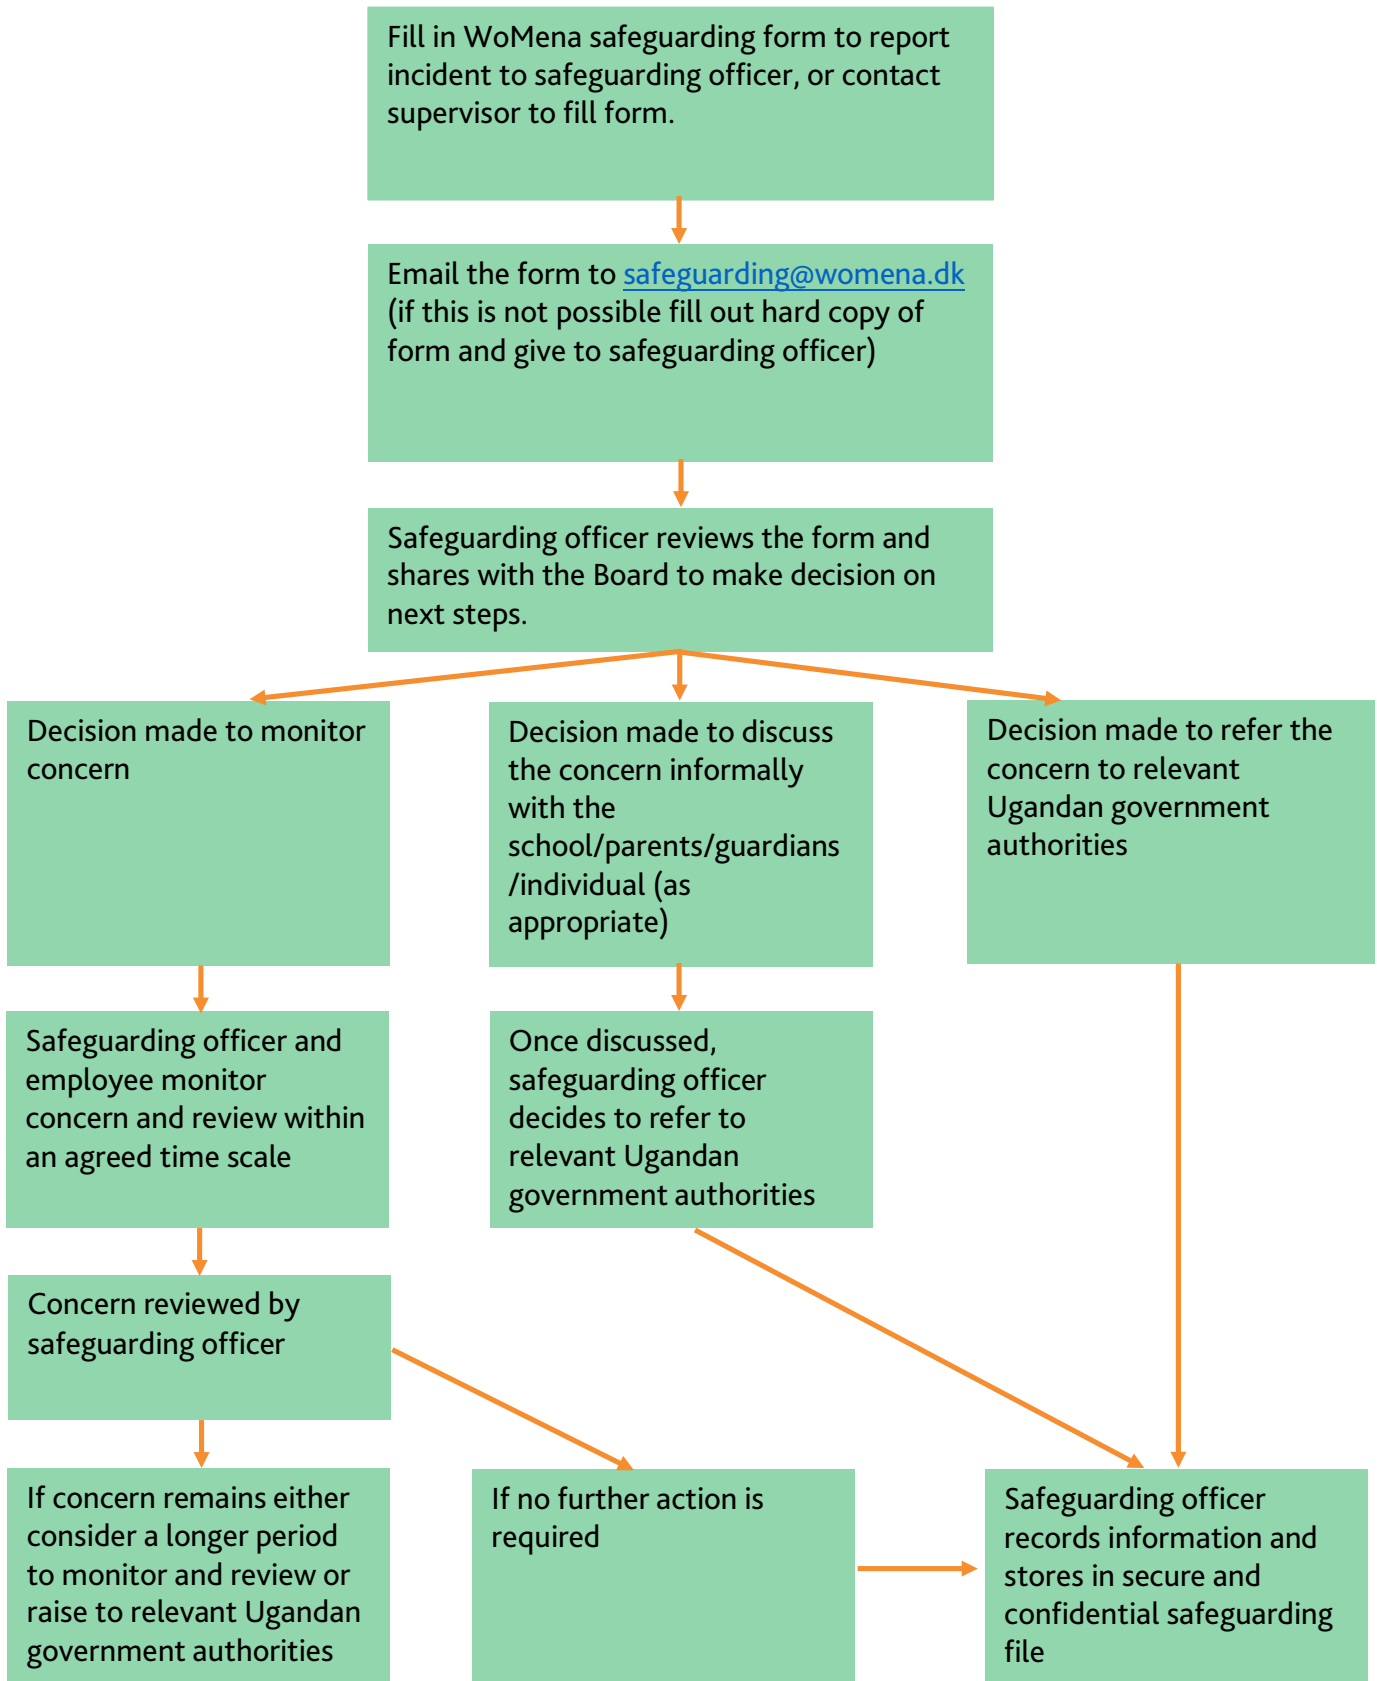 Fill in WoMena safeguarding form to report
incident to safeguarding officer, or contact
supervisor to fill form.
Email the form to safeguarding@womena.dk
(if this is not possible fill out hard copy of
form and give to safeguarding officer)
Safeguarding officer reviews the form and
shares with the Board to make decision on
next steps.
Decision made to monitor
concern
Decision made to discuss
the concern informally
with the
school/parents/guardians
/individual (as
appropriate)
Decision made to refer the
concern to relevant
Ugandan government
authorities
Safeguarding officer and
employee monitor
concern and review within
an agreed time scale
Once discussed,
safeguarding officer
decides to refer to
relevant Ugandan
government authorities
Concern reviewed by
safeguarding officer
If concern remains either
consider a longer period
to monitor and review or
raise to relevant Ugandan
government authorities
If no further action is
required
Safeguarding officer
records information and
stores in secure and
confidential safeguarding
file